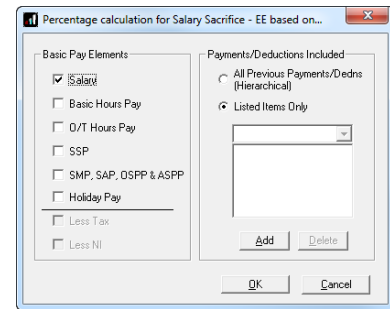 Percentage calculation for Salary Sacrifice - EE based on...
Basic Pay Elements
Salary
Basic Hours Pay
O/T Hours Pay
SSP
SMP, SAP, OSPP & ASPP
Holiday Pay
Less Tax
Less NI
Payments/Deductions Included
All Previous Payments/Dedns
(Hierarchical)
Listed Items Only
Add
Delete
OK
Cancel